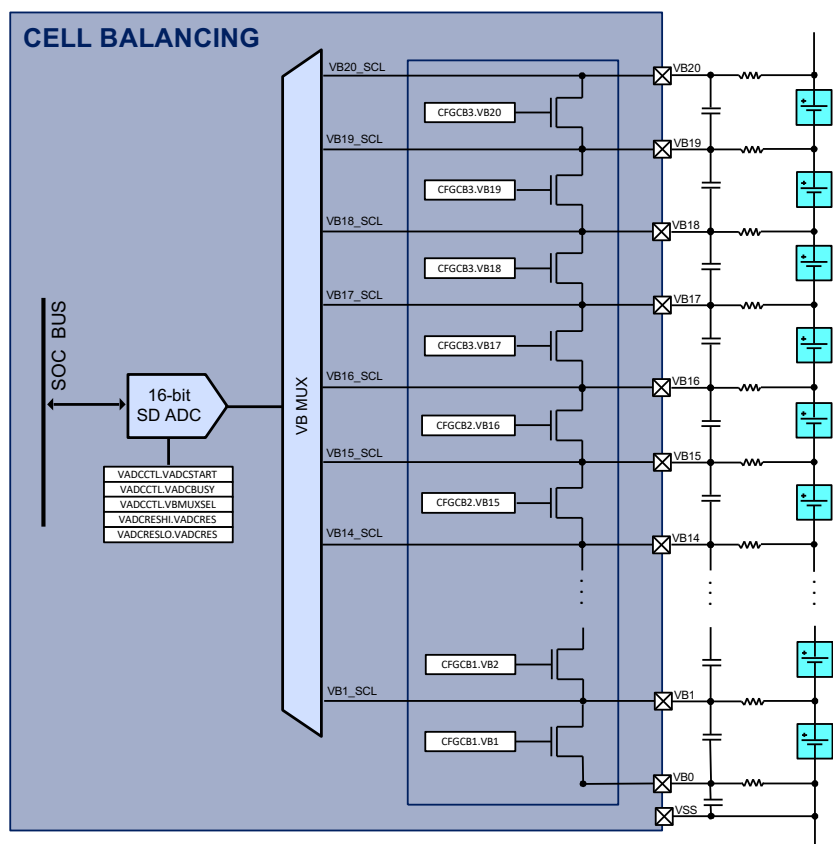 CELL BALANCING
VB20_SCL
VB20
CFGCB3.VB20
VB19_SCL
VB19
CFGCB3.VB19
VB18_SCL
VB18
CFGCB3.VB18
VB17_SCL
VB17
CFGCB3.VB17
VB16_SCL
VB16
CFGCB2.VB16
VB15_SCL
VB15
CFGCB2.VB15
VB14_SCL
VB14
SOC BUS
16-bit
SD ADC
VADCCTL.VADCSTART
VADCCTL.VADCBUSY
VADCCTL.VBMUXSEL
VADCRESHI.VADCRES
VADCRESLO.VADCRES
VB MUX
CFGCB1.VB2
VB1_SCL
VB1
CFGCB1.VB1
VB0
VSS